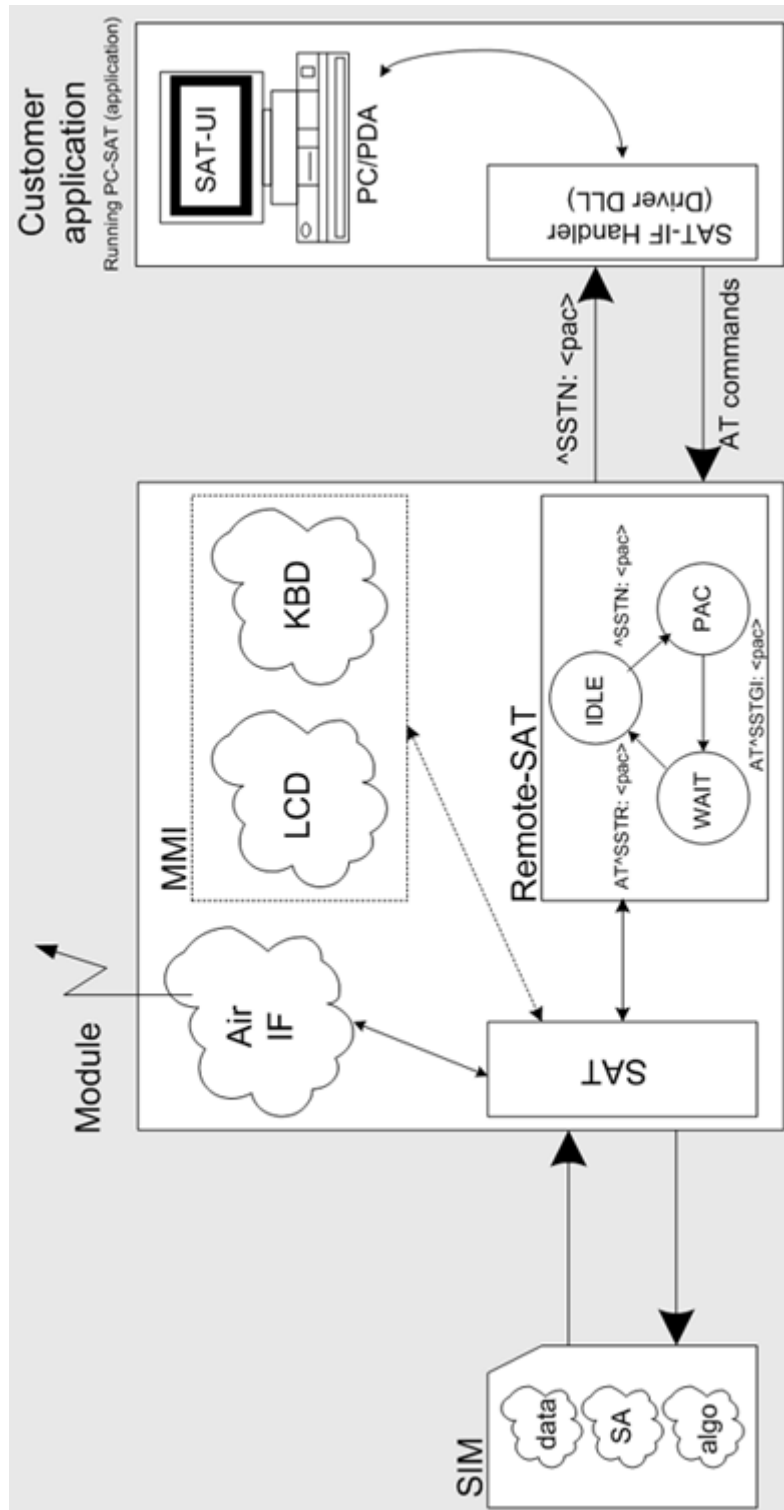 Customer
application
Running PC-SAT (application)
SAT-UI
PC/PDA
SAT-IF Handler
(Driver DLL)
^SSTN: <pac>
AT commands
Module
Air
IF
MMI
LCD
KBD
SAT
Remote-SAT
IDLE
^SSTN: <pac>
PAC
AT^SSTGI: <pac>
WAIT
AT^SSTR: <pac>
SIM
data
SA
algo